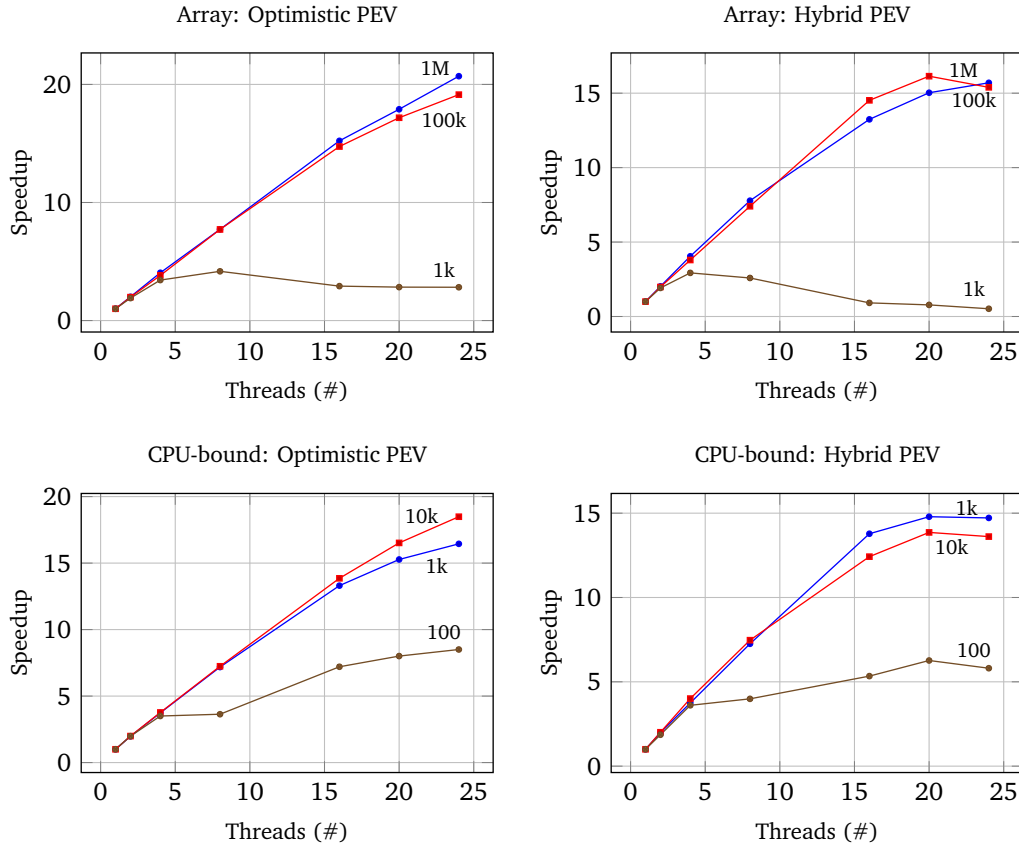 Array: Optimistic PEV
20
10
0
Speedup
1M
100k
1k
0 5 10 15 20 25
Threads (#)
Array: Hybrid PEV
15
10
5
0
Speedup
1M
100k
1k
0 5 10 15 20 25
Threads (#)
CPU-bound: Optimistic PEV
20
15
10
5
0
Speedup
10k
1k
100
0 5 10 15 20 25
Threads (#)
CPU-bound: Hybrid PEV
15
10
5
0
Speedup
1k
10k
100
0 5 10 15 20 25
Threads (#)